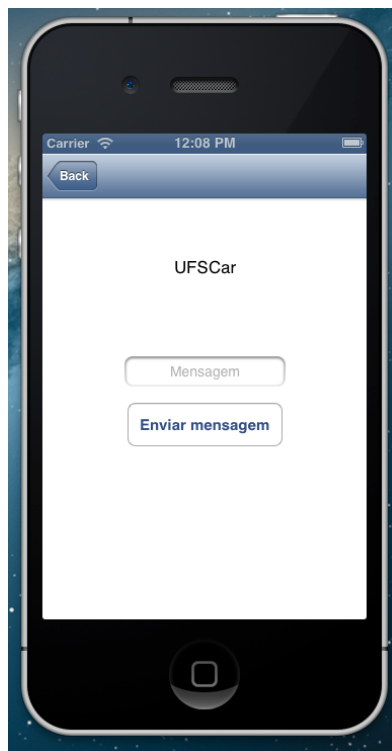 Carrier 12:08 PM
Back
UFSCar
Mensagem
Enviar mensagem